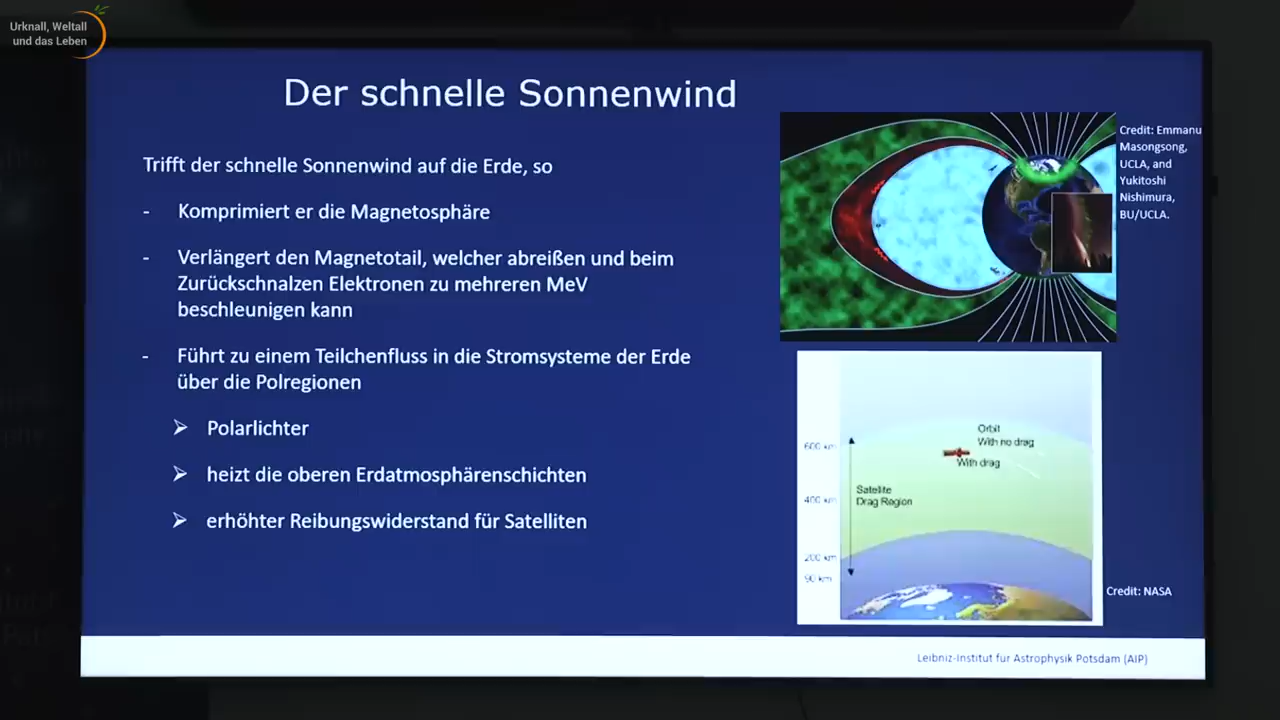 Urknall, Weltall
und das Leben
Der schnelle Sonnenwind
Trifft der schnelle Sonnenwind auf die Erde, so
- Komprimiert er die Magnetosphäre
- Verlängert den Magnetotail, welcher abreißen und beim
Zurückschnalzen Elektronen zu mehreren MeV
beschleunigen kann
- Führt zu einem Teilchenfluss in die Stromsysteme der Erde
über die Polregionen
➢ Polarlichter
➢ heizt die oberen Erdatmosphärenschichten
➢ erhöhter Reibungswiderstand für Satelliten
Credit: Emmanu
Masongsong,
UCLA, and
Yukitoshi
Nishimura,
BU/UCLA.
Orbit
With no drag
With drag
600 km
Satellite
Drag Region
400 km
200 km
90 km
Credit: NASA
Leibniz-Institut für Astrophysik Potsdam (AIP)